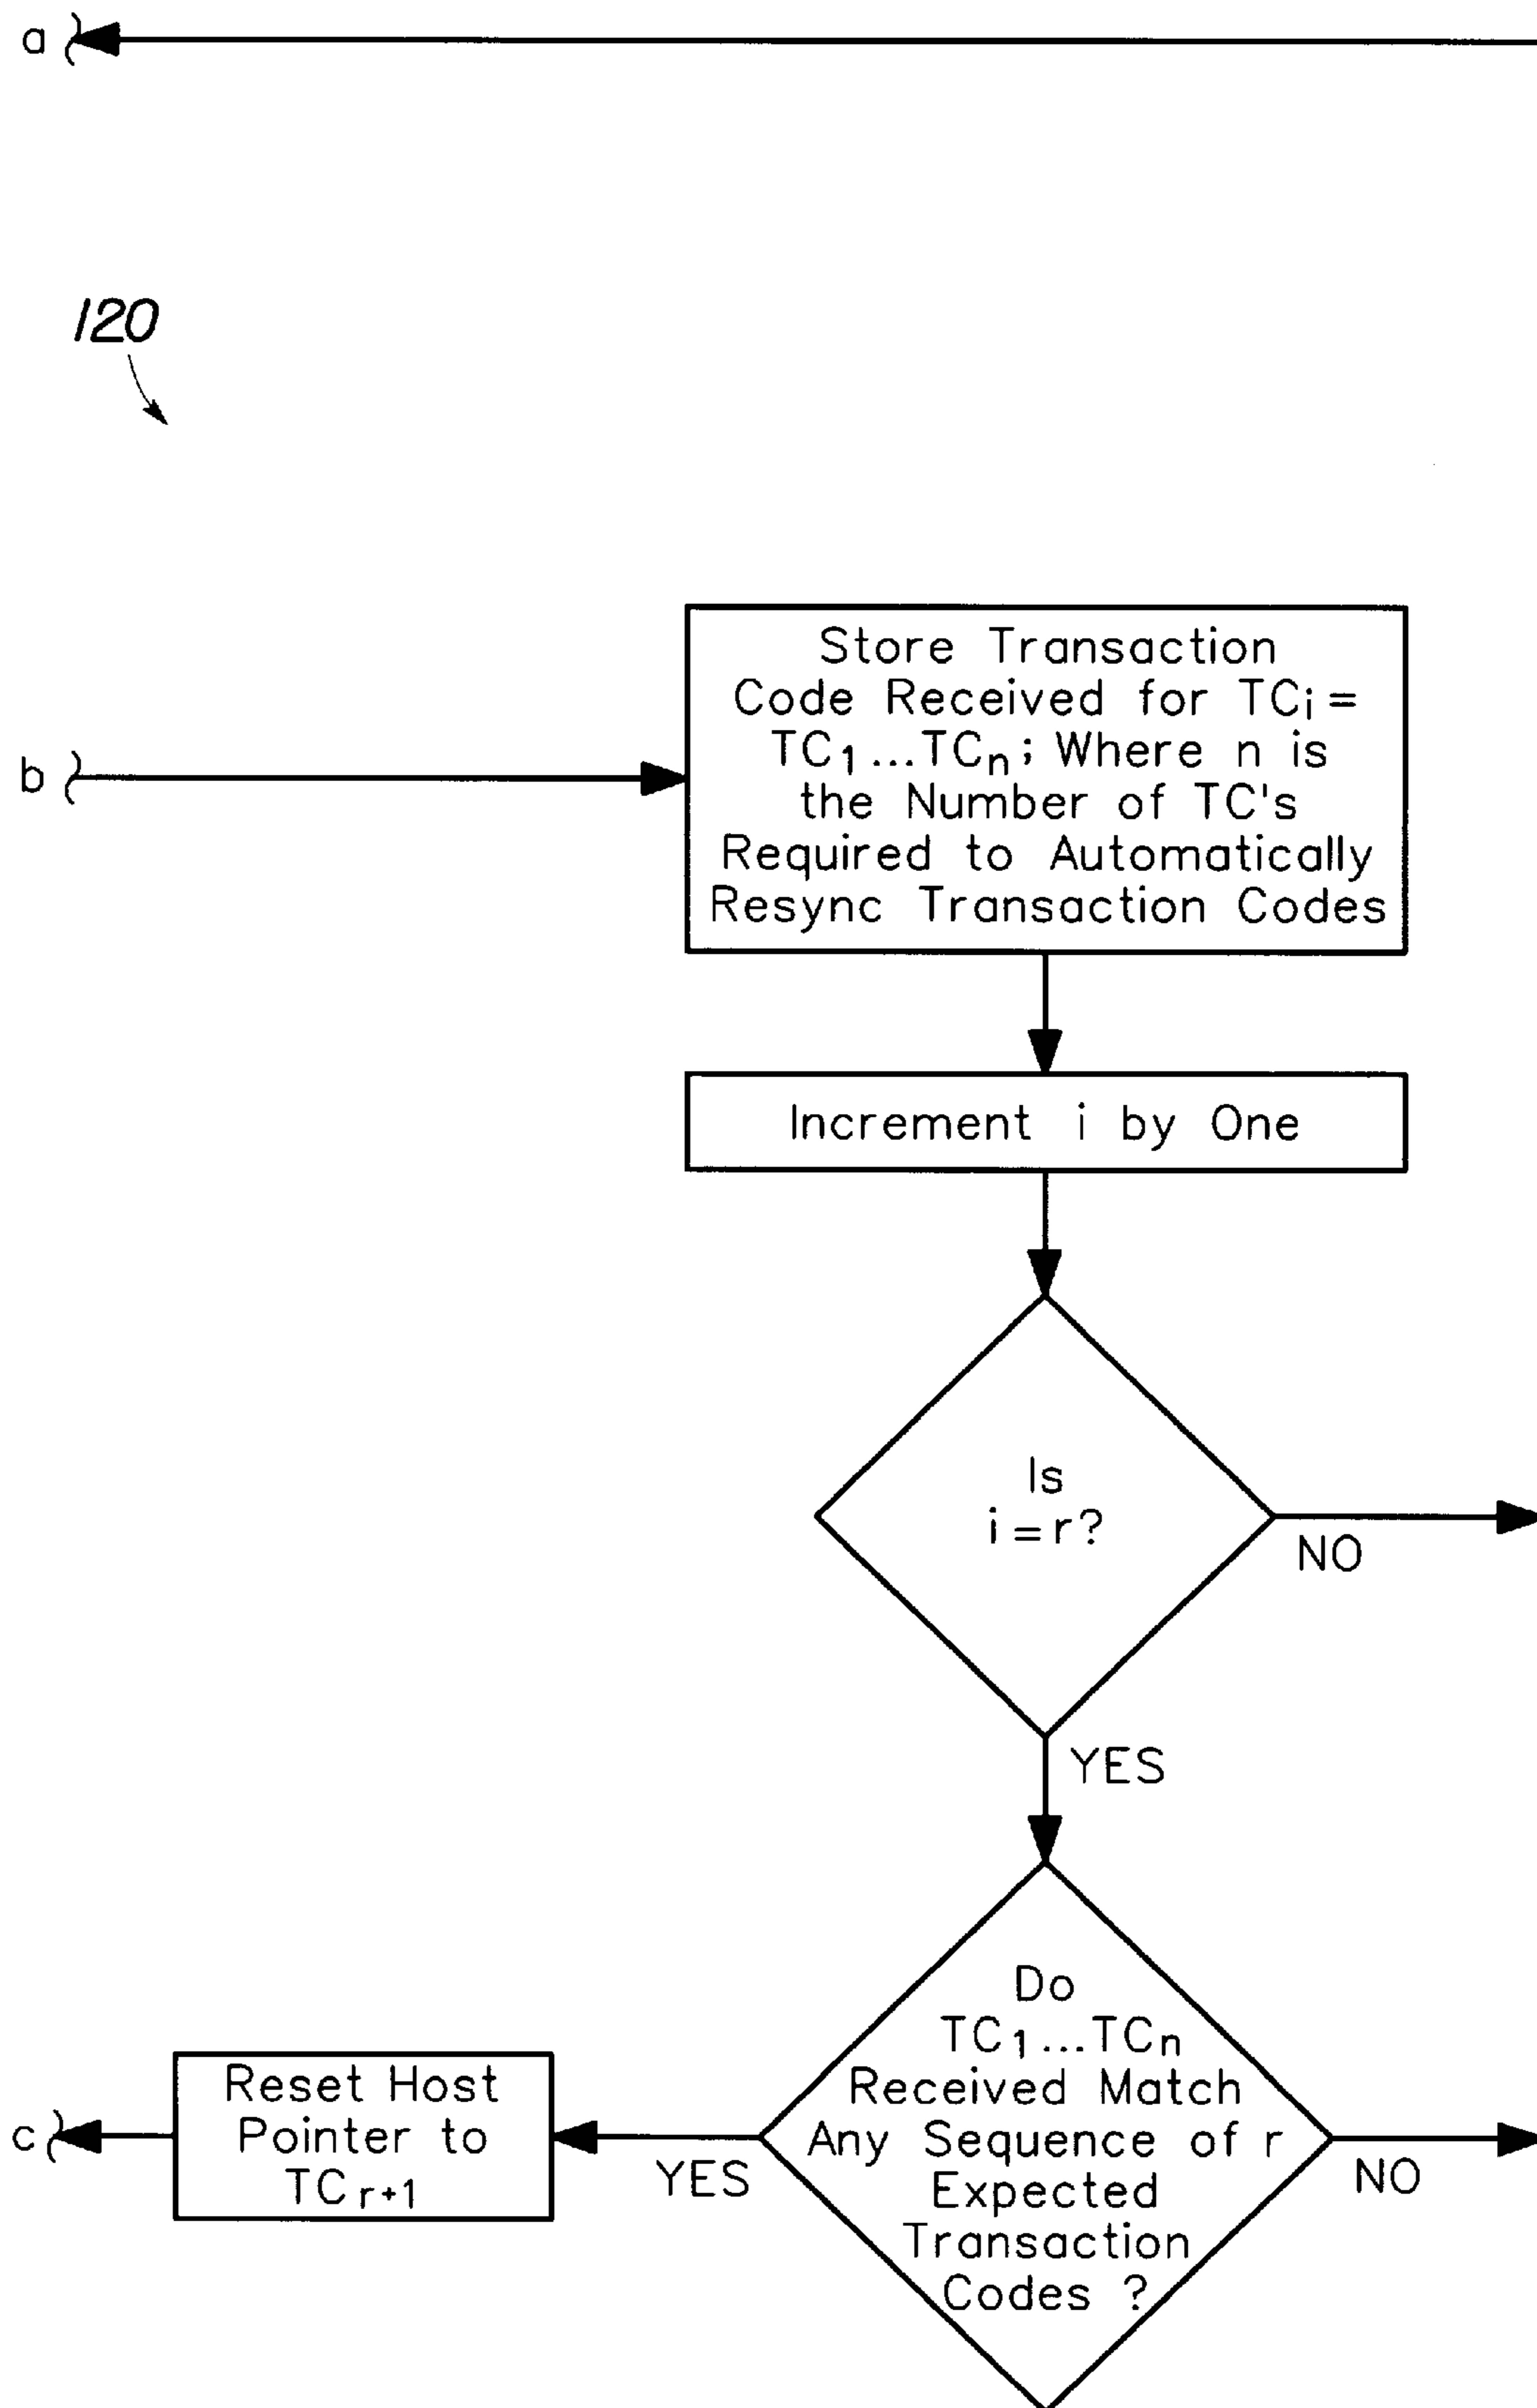 a
120
Store Transaction
Code Received for TCi =
TC1...TCn; Where n is
the Number of TC's
Required to Automatically
Resync Transaction Codes
b
Increment i by One
Is
i = r?
NO
YES
Do
TC1...TCn
Received Match
Any Sequence of r
Expected
Transaction
Codes ?
NO
YES
Reset Host
Pointer to
TCr+1
c